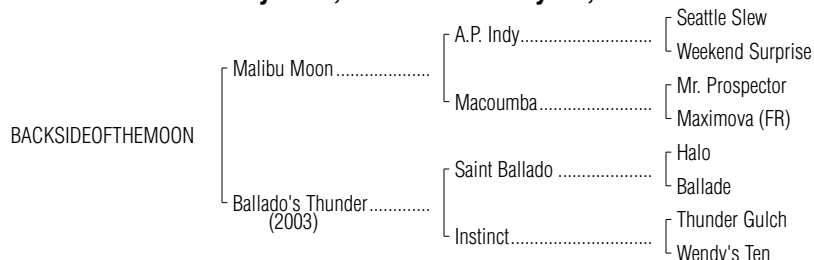 Seattle Slew
A.P. Indy......................................
Weekend Surprise
Malibu Moon.....................
Mr. Prospector
Macoumba................................
Maximova (FR)
BACKSIDEOFTHEMOON
Halo
Saint Ballado ...........................
Ballade
Ballado's Thunder..............
(2003)
Thunder Gulch
Instinct........................................
Wendy's Ten